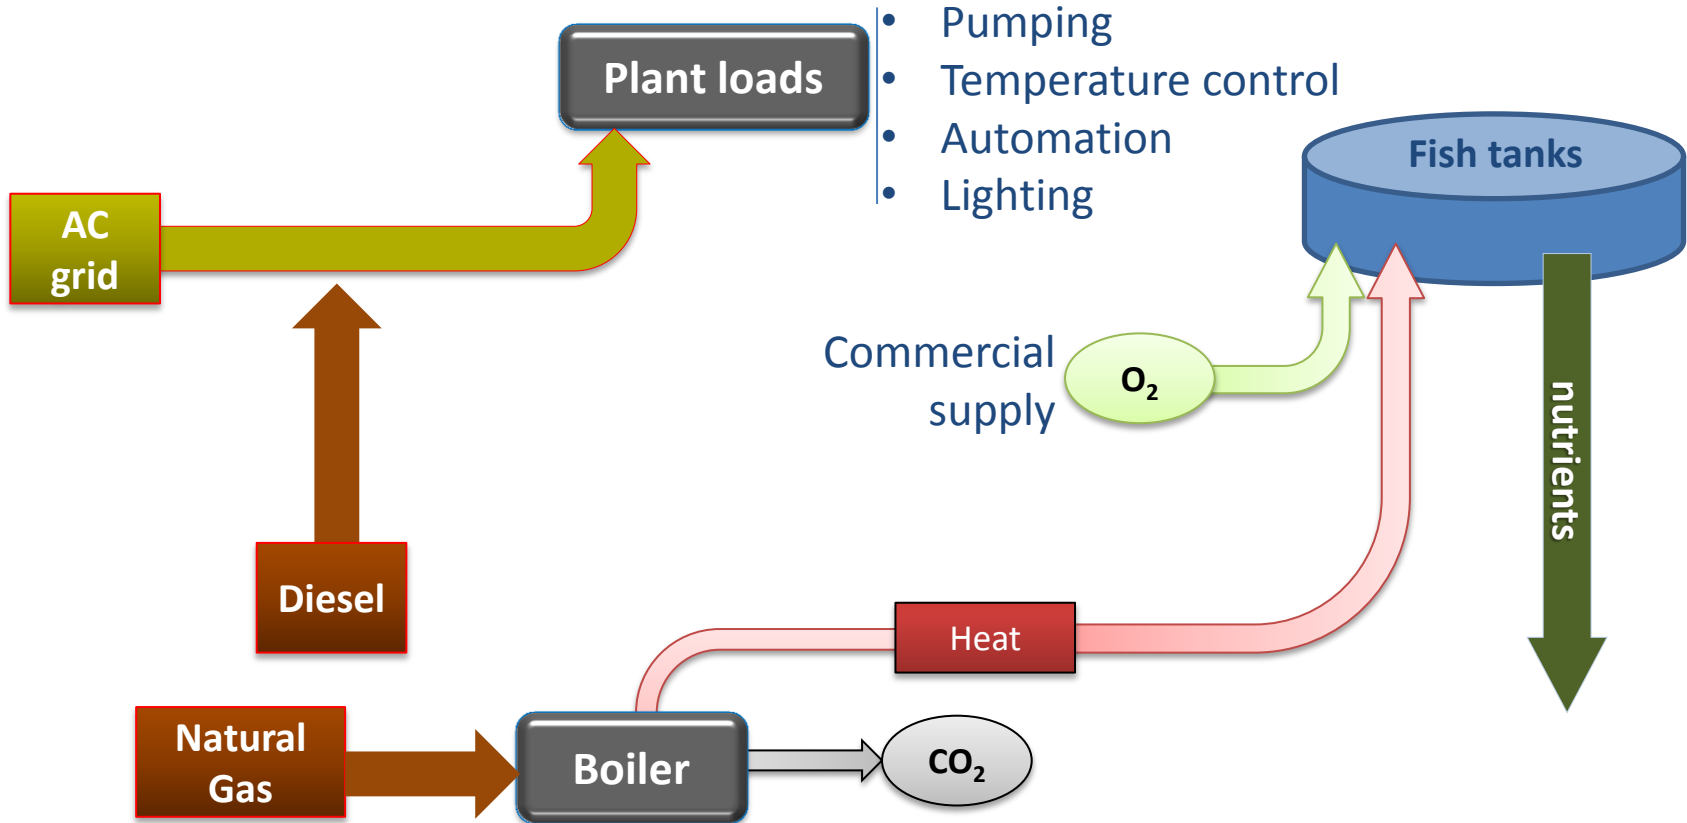 Plant loads
• Pumping
• Temperature control
• Automation
• Lighting
Fish tanks
AC
grid
Commercial
supply
O₂
nutrients
Diesel
Heat
Natural
Gas
Boiler
CO₂